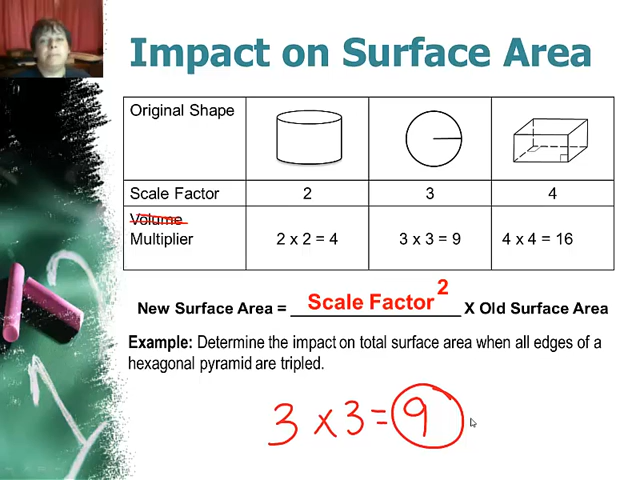 Impact on Surface Area
Original Shape
Scale Factor 2 3 4
Volume
Multiplier 2 x 2 = 4 3 x 3 = 9 4 x 4 = 16
New Surface Area = Scale Factor 2 X Old Surface Area
Example: Determine the impact on total surface area when all edges of a
hexagonal pyramid are tripled.
3 x 3 = 9